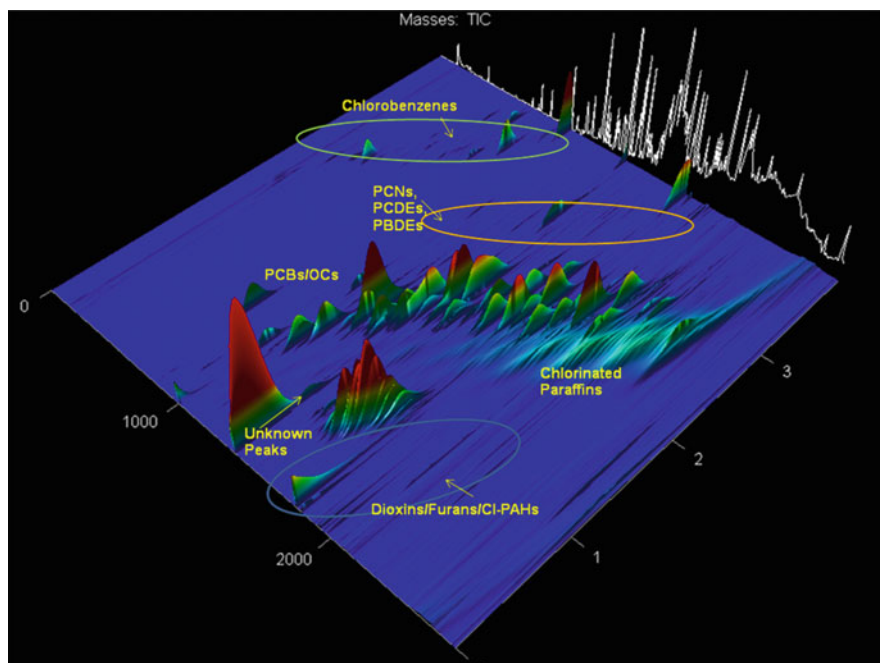 Masses: TIC
Chlorobenzenes
PCNs,
PCDEs,
PBDEs
PCBs/OCs
0
3
Chlorinated
Paraffins
1000
Unknown
Peaks
2
Dioxins/Furans/Cl-PAHs
2000
1